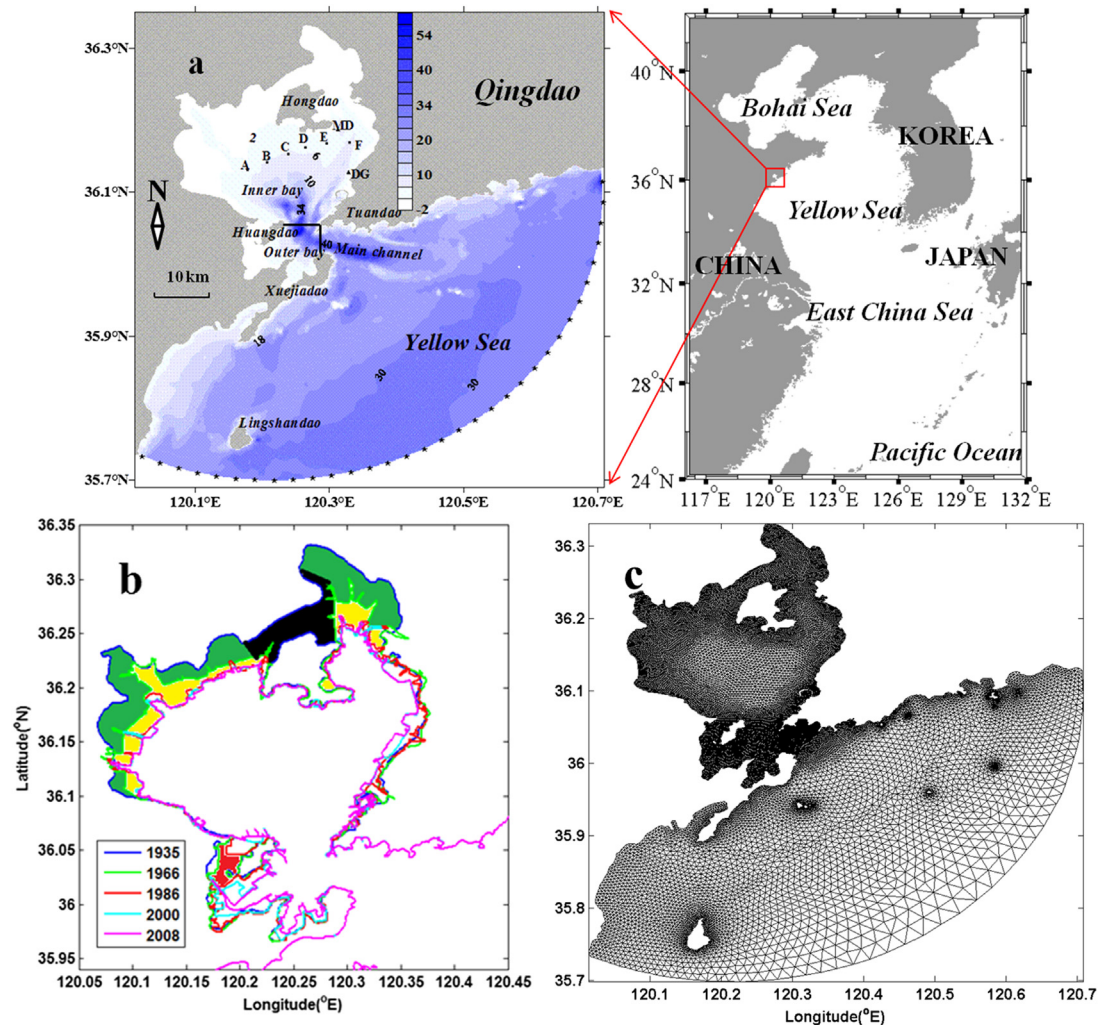 a
Qingdao
Hongdao
2
A
B
C
D
E
MD
F
6
DG
10
Inner bay
34
N
Tuandao
Huangdao
40
Main channel
Outer bay
10 km
Xuejiadao
Yellow Sea
18
30
30
Lingshandao
54
40
34
20
10
-2
36.3°N
36.1°N
35.9°N
35.7°N
120.1°E
120.3°E
120.5°E
120.7°E
40°N
36°N
32°N
28°N
24°N
Bohai Sea
KOREA
Yellow Sea
JAPAN
CHINA
East China Sea
Pacific Ocean
117°E
120°E
123°E
126°E
129°E
132°E
b
36.35
36.3
36.25
36.2
36.15
36.1
36.05
36
35.95
Latitude(°N)
1935
1966
1986
2000
2008
120.05
120.1
120.15
120.20
120.25
120.30
120.35
120.4
120.45
Longitude(°E)
c
36.3
36.2
36.1
36
35.9
35.8
35.7
120.1
120.2
120.3
120.4
120.5
120.6
120.7
Longitude(°E)